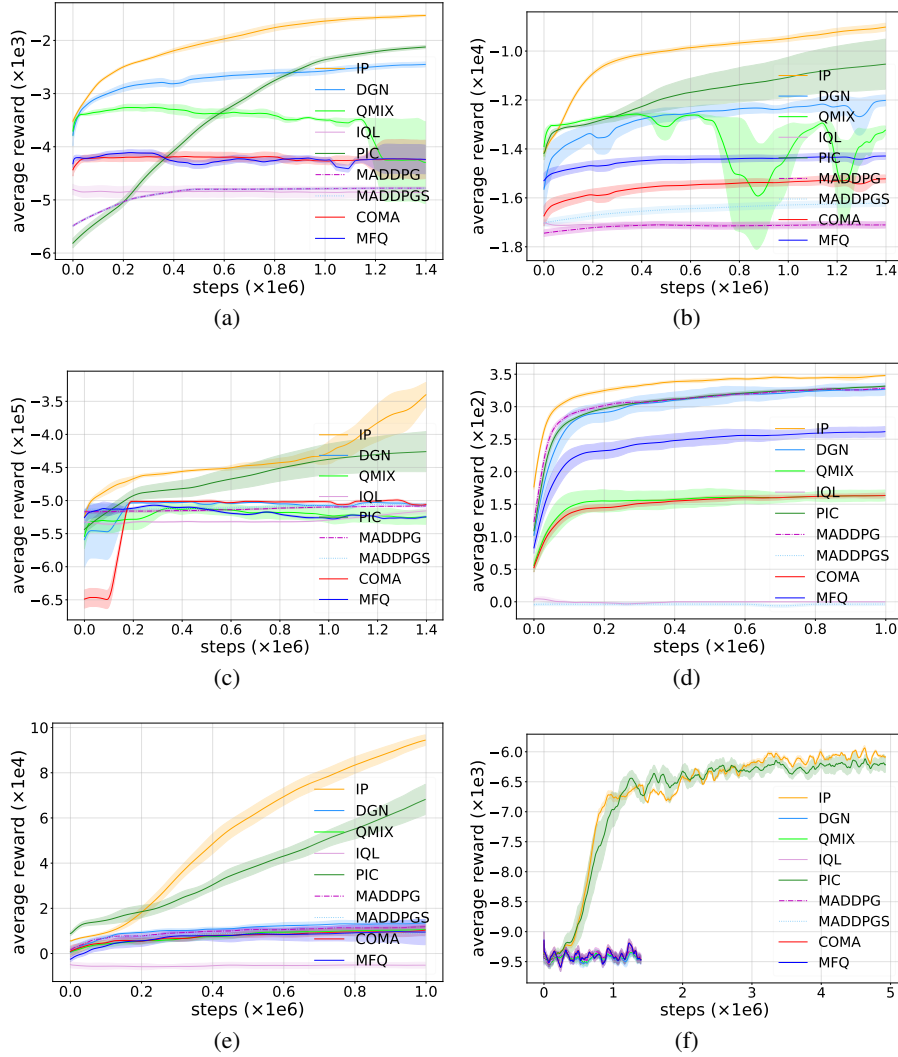 −2
−3
−4
−5
−6
0.0 0.2 0.4 0.6 0.8 1.0 1.2 1.4
average reward (×1e3)
steps (×1e6)
IP
DGN
QMIX
IQL
PIC
MADDPG
MADDPGS
COMA
MFQ
(a)
−1.0
−1.2
−1.4
−1.6
−1.8
0.0 0.2 0.4 0.6 0.8 1.0 1.2 1.4
average reward (×1e4)
steps (×1e6)
IP
DGN
QMIX
IQL
PIC
MADDPG
MADDPGS
COMA
MFQ
(b)
−3.5
−4.0
−4.5
−5.0
−5.5
−6.0
−6.5
0.0 0.2 0.4 0.6 0.8 1.0 1.2 1.4
average reward (×1e5)
steps (×1e6)
IP
DGN
QMIX
IQL
PIC
MADDPG
MADDPGS
COMA
MFQ
(c)
3.5
3.0
2.5
2.0
1.5
1.0
0.5
0.0
0.0 0.2 0.4 0.6 0.8 1.0
average reward (×1e2)
steps (×1e6)
IP
DGN
QMIX
IQL
PIC
MADDPG
MADDPGS
COMA
MFQ
(d)
10
8
6
4
2
0
0.0 0.2 0.4 0.6 0.8 1.0
average reward (×1e4)
steps (×1e6)
IP
DGN
QMIX
IQL
PIC
MADDPG
MADDPGS
COMA
MFQ
(e)
−6.0
−6.5
−7.0
−7.5
−8.0
−8.5
−9.0
−9.5
0 1 2 3 4 5
average reward (×1e3)
steps (×1e6)
IP
DGN
QMIX
IQL
PIC
MADDPG
MADDPGS
COMA
MFQ
(f)